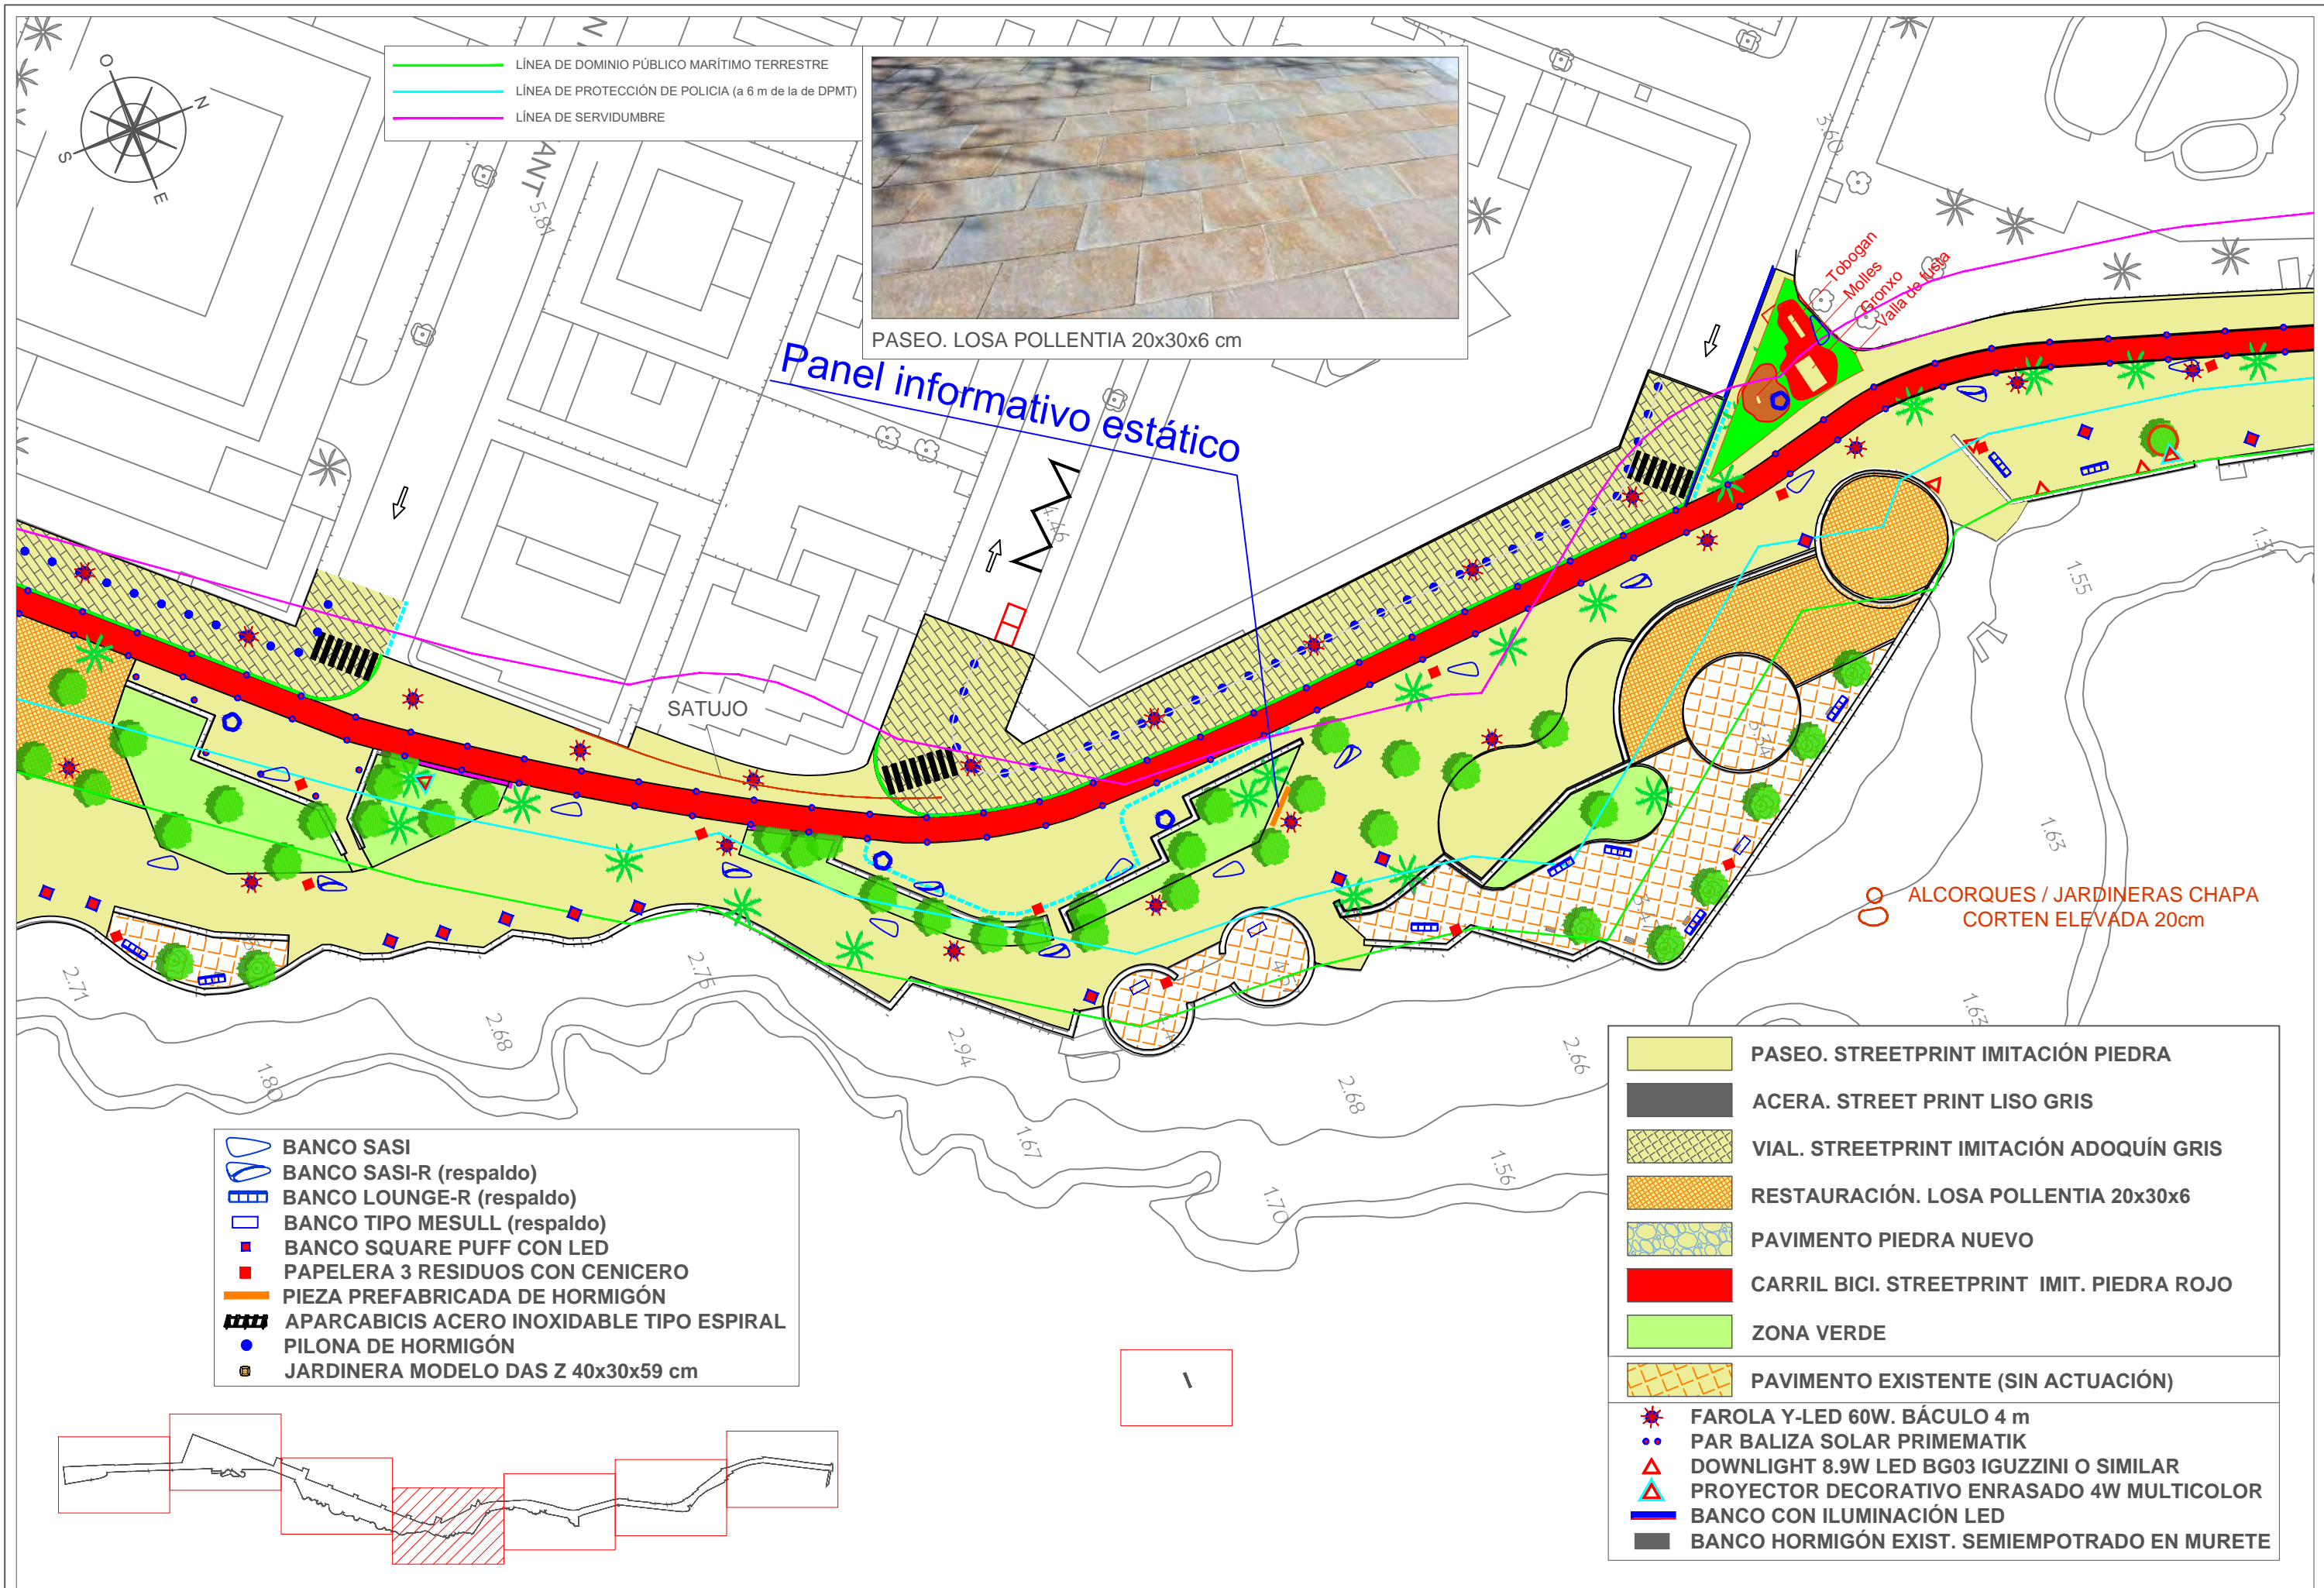 O
N
S
E
LÍNEA DE DOMINIO PÚBLICO MARÍTIMO TERRESTRE
LÍNEA DE PROTECCIÓN DE POLICIA (a 6 m de la de DPMT)
LÍNEA DE SERVIDUMBRE
5.81
PASEO. LOSA POLLENTIA 20x30x6 cm
Panel informativo estático
3.60
Tobogan
Molles
Gronxo
Valla de fusta
4.46
SATUJO
1.31
1.55
1.63
1.63
ALCORQUES / JARDINERAS CHAPA
CORTEN ELEVADA 20cm
2.71
2.68
1.80
2.75
2.94
1.67
2.68
1.70
1.56
2.66
BANCO SASI
BANCO SASI-R (respaldo)
BANCO LOUNGE-R (respaldo)
BANCO TIPO MESULL (respaldo)
BANCO SQUARE PUFF CON LED
PAPELERA 3 RESIDUOS CON CENICERO
PIEZA PREFABRICADA DE HORMIGÓN
APARCABICIS ACERO INOXIDABLE TIPO ESPIRAL
PILONA DE HORMIGÓN
JARDINERA MODELO DAS Z 40x30x59 cm
PASEO. STREETPRINT IMITACIÓN PIEDRA
ACERA. STREET PRINT LISO GRIS
VIAL. STREETPRINT IMITACIÓN ADOQUÍN GRIS
RESTAURACIÓN. LOSA POLLENTIA 20x30x6
PAVIMENTO PIEDRA NUEVO
CARRIL BICI. STREETPRINT IMIT. PIEDRA ROJO
ZONA VERDE
PAVIMENTO EXISTENTE (SIN ACTUACIÓN)
FAROLA Y-LED 60W. BÁCULO 4 m
PAR BALIZA SOLAR PRIMEMATIK
DOWNLIGHT 8.9W LED BG03 IGUZZINI O SIMILAR
PROYECTOR DECORATIVO ENRASADO 4W MULTICOLOR
BANCO CON ILUMINACIÓN LED
BANCO HORMIGÓN EXIST. SEMIEMPOTRADO EN MURETE